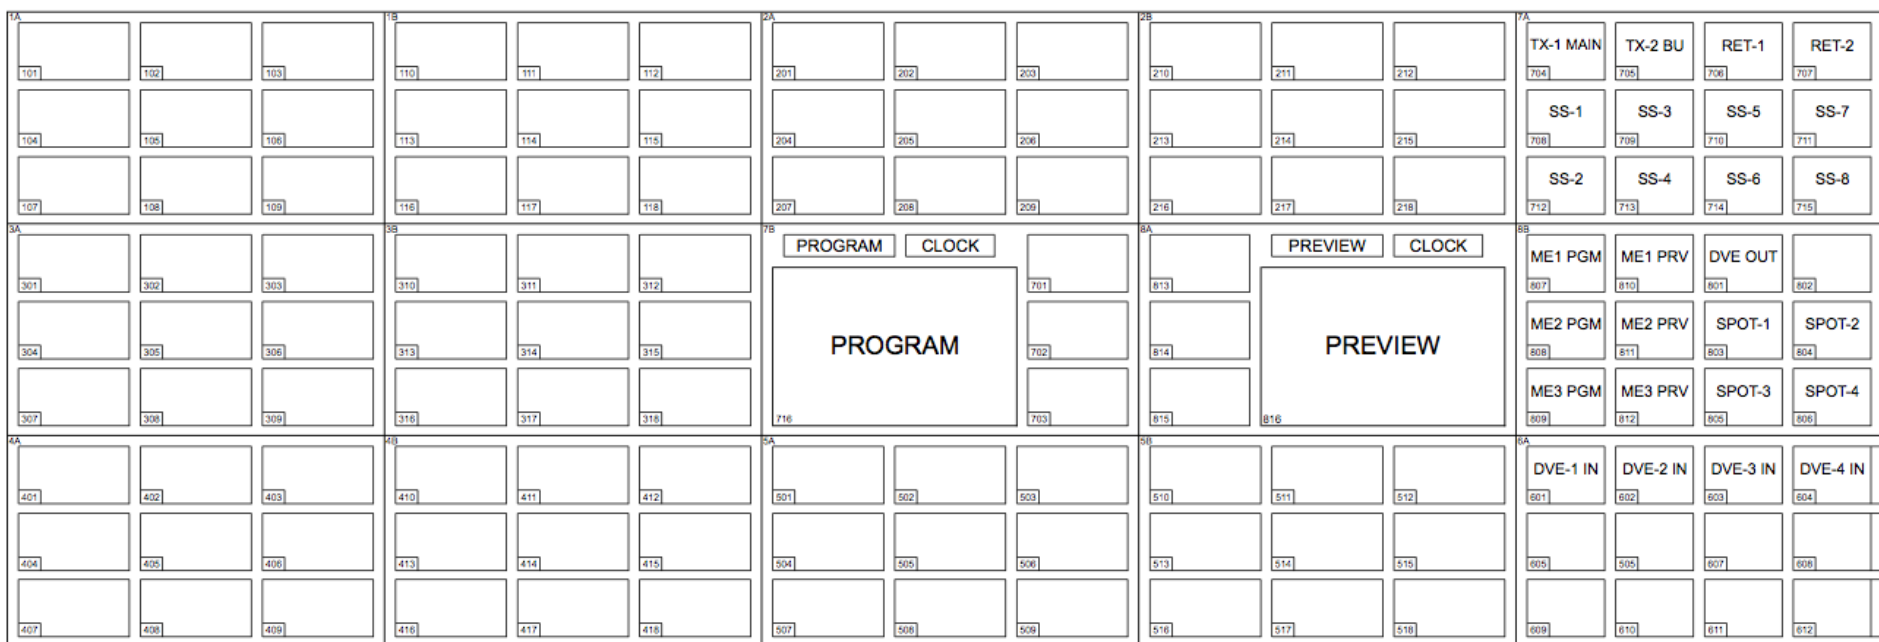 1A 1B 2A 2B 7A
TX-1 MAIN TX-2 BU RET-1 RET-2
101 102 103 110 111 112 201 202 203 210 211 212 704 705 706 707
SS-1 SS-3 SS-5 SS-7
104 105 106 113 114 115 204 205 206 213 214 215 708 709 710 711
SS-2 SS-4 SS-6 SS-8
107 108 109 116 117 118 207 208 209 216 217 218 712 713 714 715
3A 3B 7B 8A 8B
PROGRAM CLOCK PREVIEW CLOCK
ME1 PGM ME1 PRV DVE OUT
301 302 303 310 311 312 701 813 807 810 801 802
ME2 PGM ME2 PRV SPOT-1 SPOT-2
PROGRAM PREVIEW
304 305 306 313 314 315 702 814 808 811 803 804
ME3 PGM ME3 PRV SPOT-3 SPOT-4
307 308 309 316 317 318 716 703 815 816 809 812 805 806
4A 4B 5A 5B 6A
DVE-1 IN DVE-2 IN DVE-3 IN DVE-4 IN
401 402 403 410 411 412 501 502 503 510 511 512 601 602 603 604
404 405 406 413 414 415 504 505 506 513 514 515 605 505 607 608
407 408 409 416 417 418 507 508 509 516 517 518 609 610 611 612